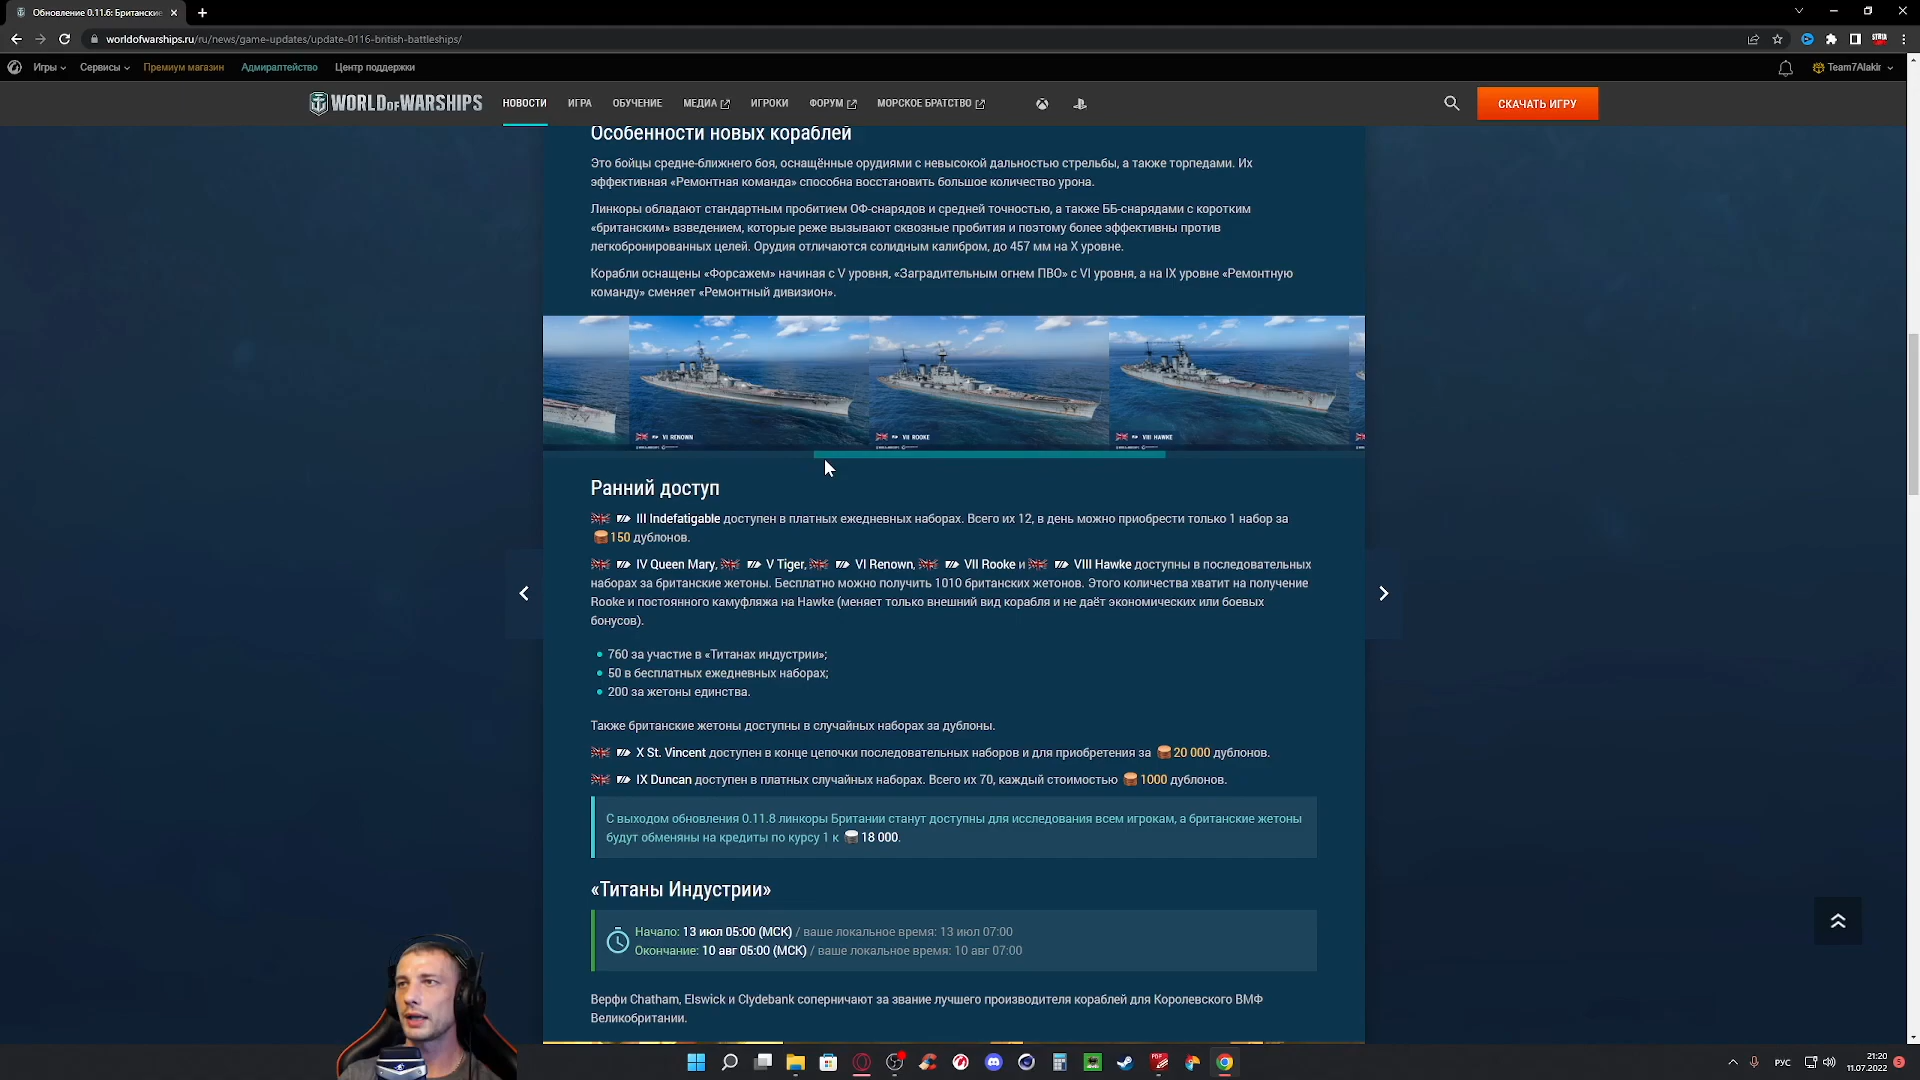 Обновление 0.11.6: Британские
worldofwarships.ru/ru/news/game-updates/update-0116-british-battleships/
Игры
Сервисы
Премиум магазин
Адмиралтейство
Центр поддержки
Team7Alakir
WORLD OF WARSHIPS
НОВОСТИ
ИГРА
ОБУЧЕНИЕ
МЕДИА
ИГРОКИ
ФОРУМ
МОРСКОЕ БРАТСТВО
СКАЧАТЬ ИГРУ
Особенности новых кораблей
Это бойцы средне-ближнего боя, оснащённые орудиями с невысокой дальностью стрельбы, а также торпедами. Их
эффективная «Ремонтная команда» способна восстановить большое количество урона.
Линкоры обладают стандартным пробитием ОФ-снарядов и средней точностью, а также ББ-снарядами с коротким
«британским» взведением, которые реже вызывают сквозные пробития и поэтому более эффективны против
легкобронированных целей. Орудия отличаются солидным калибром, до 457 мм на X уровне.
Корабли оснащены «Форсажем» начиная с V уровня, «Заградительным огнем ПВО» с VI уровня, а на IX уровне «Ремонтную
команду» сменяет «Ремонтный дивизион».
VI RENOWN
VII ROOKE
VIII HAWKE
Ранний доступ
III Indefatigable доступен в платных ежедневных наборах. Всего их 12, в день можно приобрести только 1 набор за
150 дублонов.
IV Queen Mary, V Tiger, VI Renown, VII Rooke и VIII Hawke доступны в последовательных
наборах за британские жетоны. Бесплатно можно получить 1010 британских жетонов. Этого количества хватит на получение
Rooke и постоянного камуфляжа на Hawke (меняет только внешний вид корабля и не даёт экономических или боевых
бонусов).
760 за участие в «Титанах индустрии»;
50 в бесплатных ежедневных наборах;
200 за жетоны единства.
Также британские жетоны доступны в случайных наборах за дублоны.
X St. Vincent доступен в конце цепочки последовательных наборов и для приобретения за 20 000 дублонов.
IX Duncan доступен в платных случайных наборах. Всего их 70, каждый стоимостью 1000 дублонов.
С выходом обновления 0.11.8 линкоры Британии станут доступны для исследования всем игрокам, а британские жетоны
будут обменяны на кредиты по курсу 1 к 18 000.
«Титаны Индустрии»
Начало: 13 июл 05:00 (МСК) / ваше локальное время: 13 июл 07:00
Окончание: 10 авг 05:00 (МСК) / ваше локальное время: 10 авг 07:00
Верфи Chatham, Elswick и Clydebank соперничают за звание лучшего производителя кораблей для Королевского ВМФ
Великобритании.
РУС
21:20
11.07.2022
5